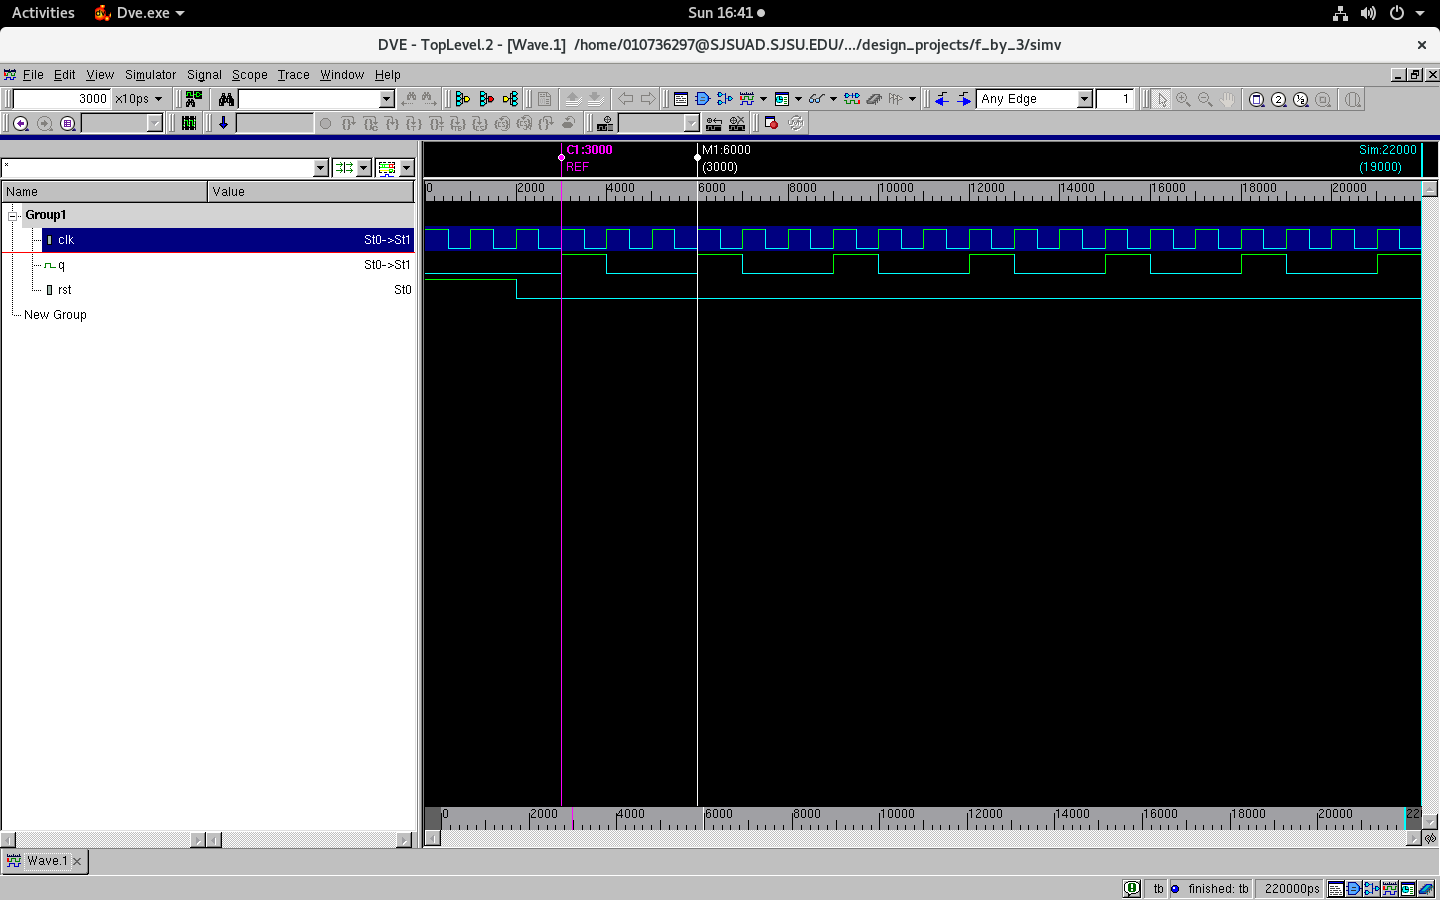 Activities Dve.exe Sun 16:41
DVE - TopLevel.2 - [Wave.1] /home/010736297@SJSUAD.SJSU.EDU/.../design_projects/f_by_3/simv
File Edit View Simulator Signal Scope Trace Window Help
3000 x10ps Any Edge 1
C1:3000 M1:6000 Sim:22000
* REF (3000) (19000)
Name Value 0 2000 4000 6000 8000 10000 12000 14000 16000 18000 20000
Group1
clk St0->St1
q St0->St1
rst St0
New Group
0 2000 4000 6000 8000 10000 12000 14000 16000 18000 20000 22
Wave.1
tb finished: tb 220000ps